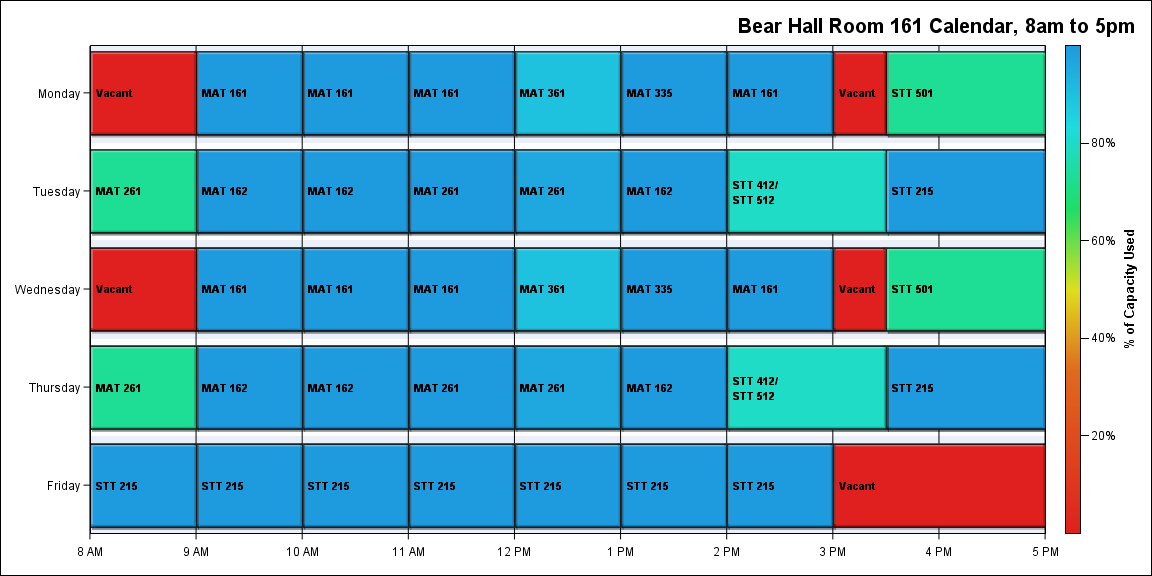 Bear Hall Room 161 Calendar, 8am to 5pm
Monday
Vacant
MAT 161
MAT 161
MAT 161
MAT 361
MAT 335
MAT 161
Vacant
STT 501
Tuesday
MAT 261
MAT 162
MAT 162
MAT 261
MAT 261
MAT 162
STT 412/
STT 512
STT 215
Wednesday
Vacant
MAT 161
MAT 161
MAT 161
MAT 361
MAT 335
MAT 161
Vacant
STT 501
Thursday
MAT 261
MAT 162
MAT 162
MAT 261
MAT 261
MAT 162
STT 412/
STT 512
STT 215
Friday
STT 215
STT 215
STT 215
STT 215
STT 215
STT 215
STT 215
Vacant
8 AM
9 AM
10 AM
11 AM
12 PM
1 PM
2 PM
3 PM
4 PM
5 PM
80%
60%
40%
20%
% of Capacity Used